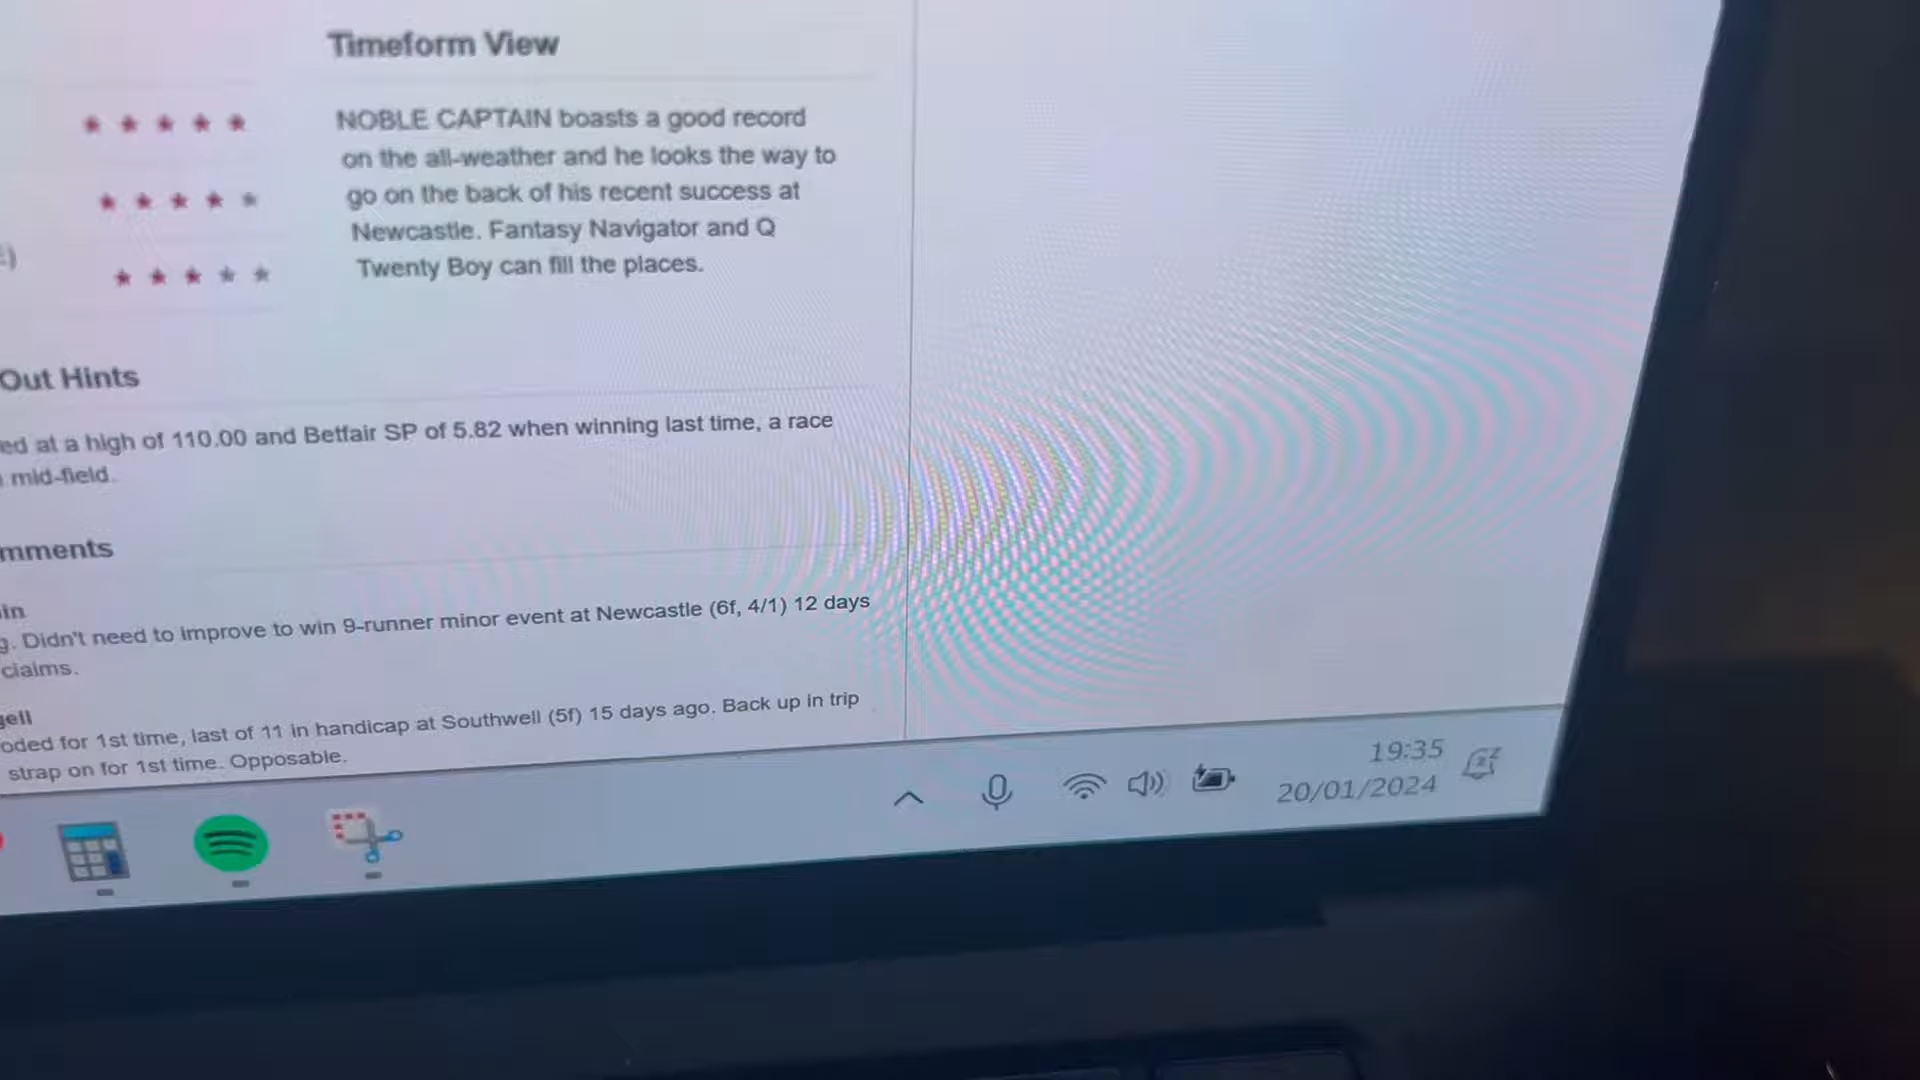 Timeform View
NOBLE CAPTAIN boasts a good record
on the all-weather and he looks the way to
go on the back of his recent success at
Newcastle. Fantasy Navigator and Q
Twenty Boy can fill the places.
Out Hints
ed at a high of 110.00 and Betfair SP of 5.82 when winning last time, a race
mid-field.
mments
in
g. Didn't need to improve to win 9-runner minor event at Newcastle (6f, 4/1) 12 days
claims.
gell
oded for 1st time, last of 11 in handicap at Southwell (5f) 15 days ago. Back up in trip
strap on for 1st time. Opposable.
19:35
20/01/2024